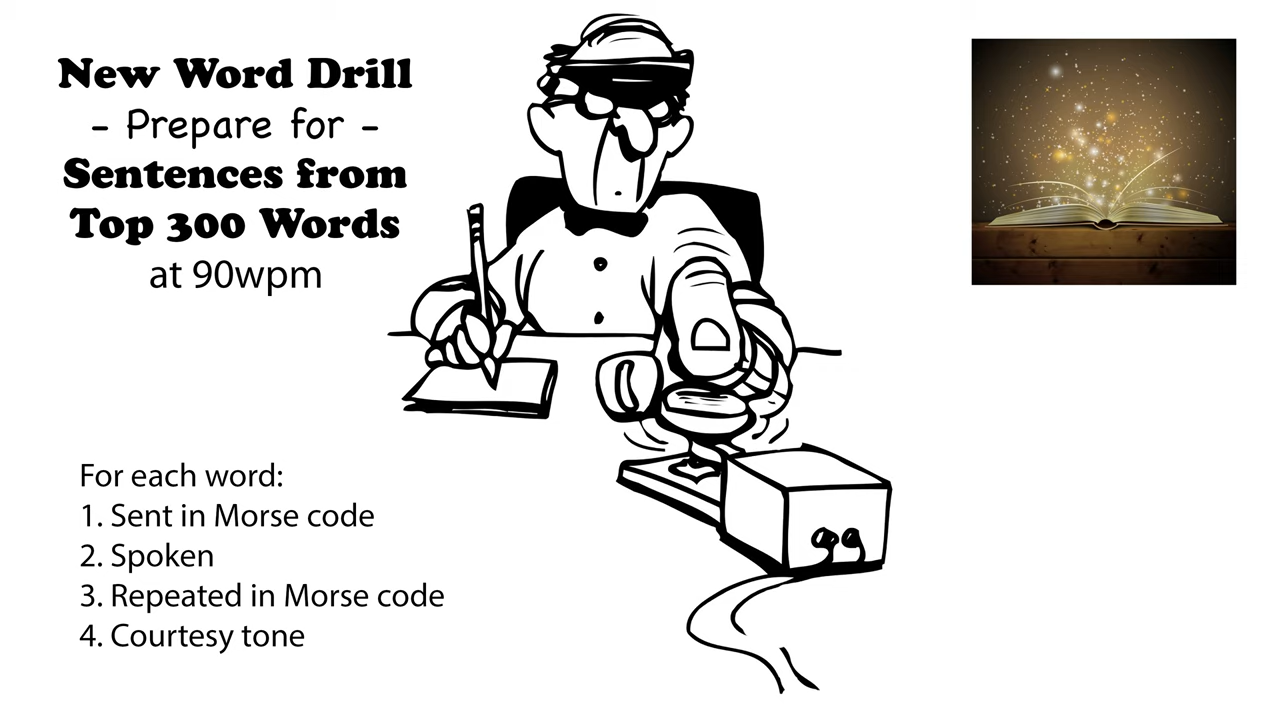 New Word Drill
- Prepare for -
Sentences from
Top 300 Words
at 90wpm
For each word:
1. Sent in Morse code
2. Spoken
3. Repeated in Morse code
4. Courtesy tone